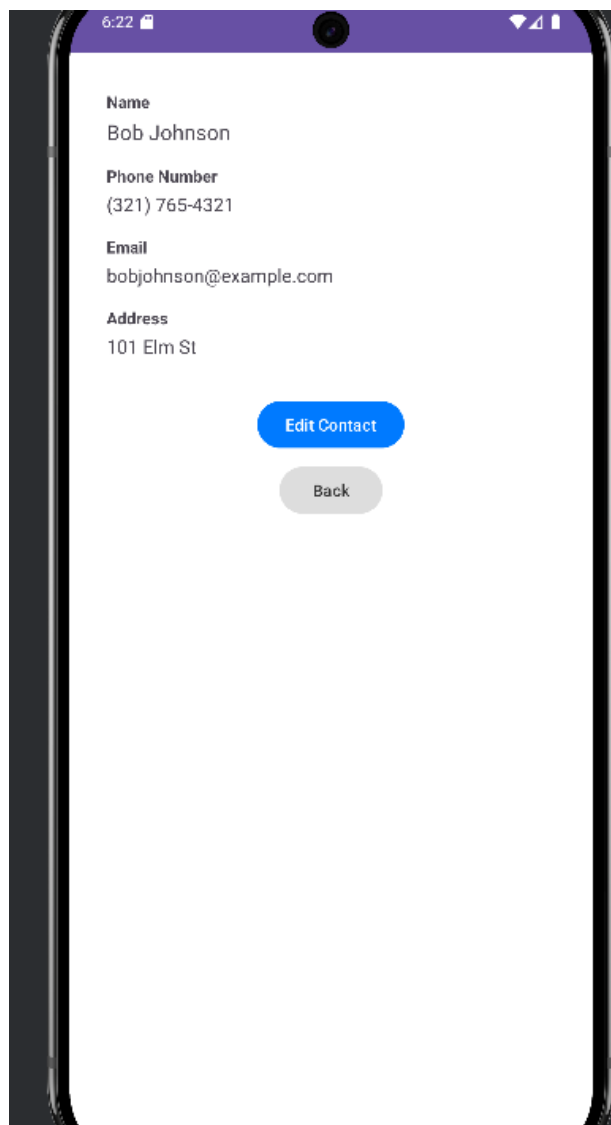 6:22
Name
Bob Johnson
Phone Number
(321) 765-4321
Email
bobjohnson@example.com
Address
101 Elm St
Edit Contact
Back